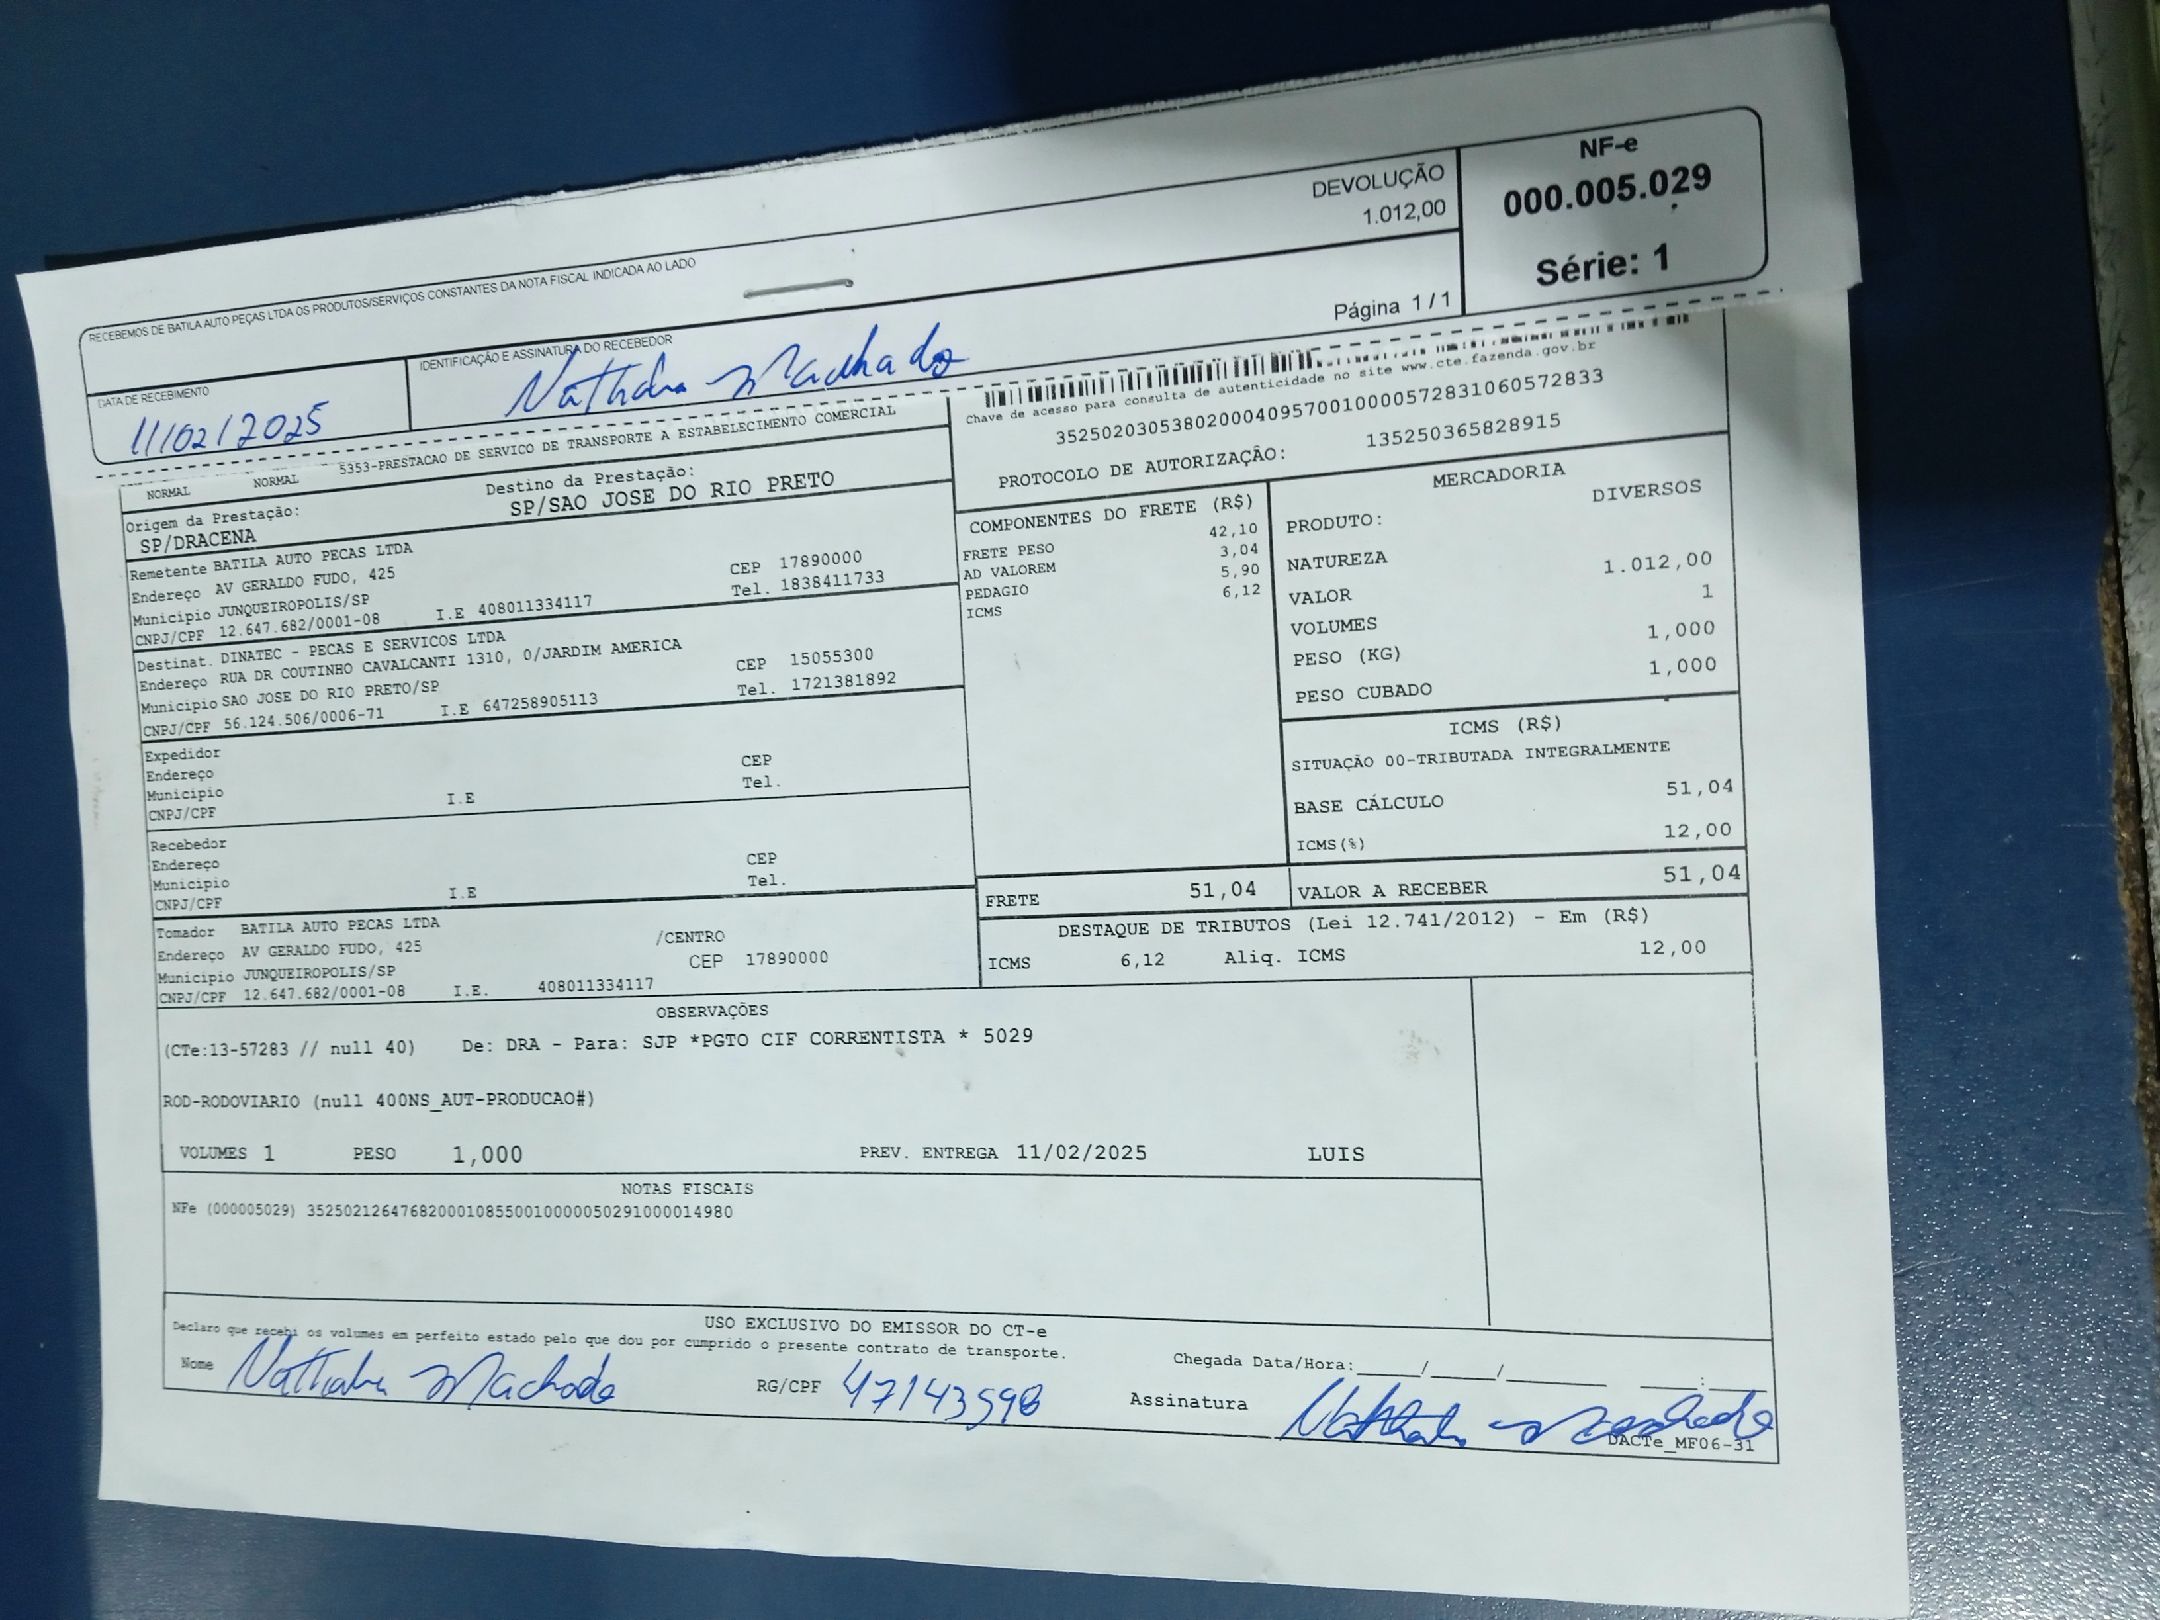 RECEBEMOS DE BATILA AUTO PEÇAS LTDA OS PRODUTOS/SERVIÇOS CONSTANTES DA NOTA FISCAL INDICADA AO LADO
DEVOLUÇÃO
1.012,00
NF-e
000.005.029
Série: 1
Página 1 / 1
DATA DE RECEBIMENTO
11/02/2025
IDENTIFICAÇÃO E ASSINATURA DO RECEBEDOR
Nathalia Machado
NORMAL NORMAL 5353-PRESTACAO DE SERVICO DE TRANSPORTE A ESTABELECIMENTO COMERCIAL
Chave de acesso para consulta de autenticidade no site www.cte.fazenda.gov.br
35250203053802000409570010000572831060572833
PROTOCOLO DE AUTORIZAÇÃO: 135250365828915
Origem da Prestação:
SP/DRACENA
Destino da Prestação:
SP/SAO JOSE DO RIO PRETO
Remetente BATILA AUTO PECAS LTDA
Endereço AV GERALDO FUDO, 425 CEP 17890000
Municipio JUNQUEIROPOLIS/SP Tel. 1838411733
CNPJ/CPF 12.647.682/0001-08 I.E 408011334117
Destinat. DINATEC - PECAS E SERVICOS LTDA
Endereço RUA DR COUTINHO CAVALCANTI 1310, 0/JARDIM AMERICA CEP 15055300
Municipio SAO JOSE DO RIO PRETO/SP Tel. 1721381892
CNPJ/CPF 56.124.506/0006-71 I.E 647258905113
Expedidor
Endereço CEP
Municipio Tel.
CNPJ/CPF I.E
Recebedor
Endereço CEP
Municipio Tel.
CNPJ/CPF I.E
Tomador BATILA AUTO PECAS LTDA
Endereço AV GERALDO FUDO, 425 /CENTRO
Municipio JUNQUEIROPOLIS/SP CEP 17890000
CNPJ/CPF 12.647.682/0001-08 I.E. 408011334117
COMPONENTES DO FRETE (R$)
FRETE PESO 42,10
AD VALOREM 3,04
PEDAGIO 5,90
ICMS 6,12
MERCADORIA
PRODUTO: DIVERSOS
NATUREZA
VALOR 1.012,00
VOLUMES 1
PESO (KG) 1,000
PESO CUBADO 1,000
ICMS (R$)
SITUAÇÃO 00-TRIBUTADA INTEGRALMENTE
BASE CÁLCULO 51,04
ICMS(%) 12,00
FRETE 51,04 VALOR A RECEBER 51,04
DESTAQUE DE TRIBUTOS (Lei 12.741/2012) - Em (R$)
ICMS 6,12 Aliq. ICMS 12,00
OBSERVAÇÕES
(CTe:13-57283 // null 40) De: DRA - Para: SJP *PGTO CIF CORRENTISTA * 5029
ROD-RODOVIARIO (null 400NS_AUT-PRODUCAO#)
VOLUMES 1 PESO 1,000 PREV. ENTREGA 11/02/2025 LUIS
NOTAS FISCAIS
NFe (000005029) 35250212647682000108550010000050291000014980
USO EXCLUSIVO DO EMISSOR DO CT-e
Declaro que recebi os volumes em perfeito estado pelo que dou por cumprido o presente contrato de transporte.
Chegada Data/Hora: / / :
Nome Nathalia Machado RG/CPF 47143598 Assinatura Nathalia Machado
DACTe_MF06-31